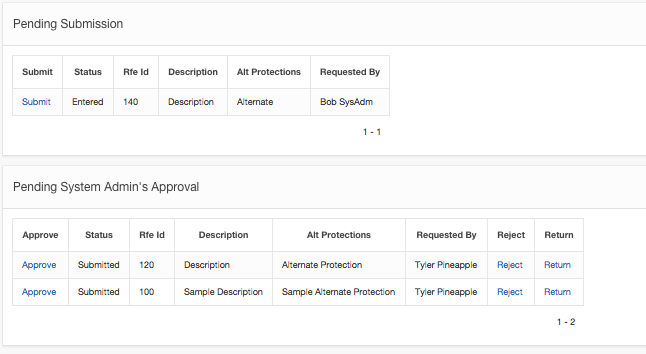 Pending Submission
Submit Status Rfe Id Description Alt Protections Requested By
Submit Entered 140 Description Alternate Bob SysAdm
1 - 1
Pending System Admin's Approval
Approve Status Rfe Id Description Alt Protections Requested By Reject Return
Approve Submitted 120 Description Alternate Protection Tyler Pineapple Reject Return
Approve Submitted 100 Sample Description Sample Alternate Protection Tyler Pineapple Reject Return
1 - 2